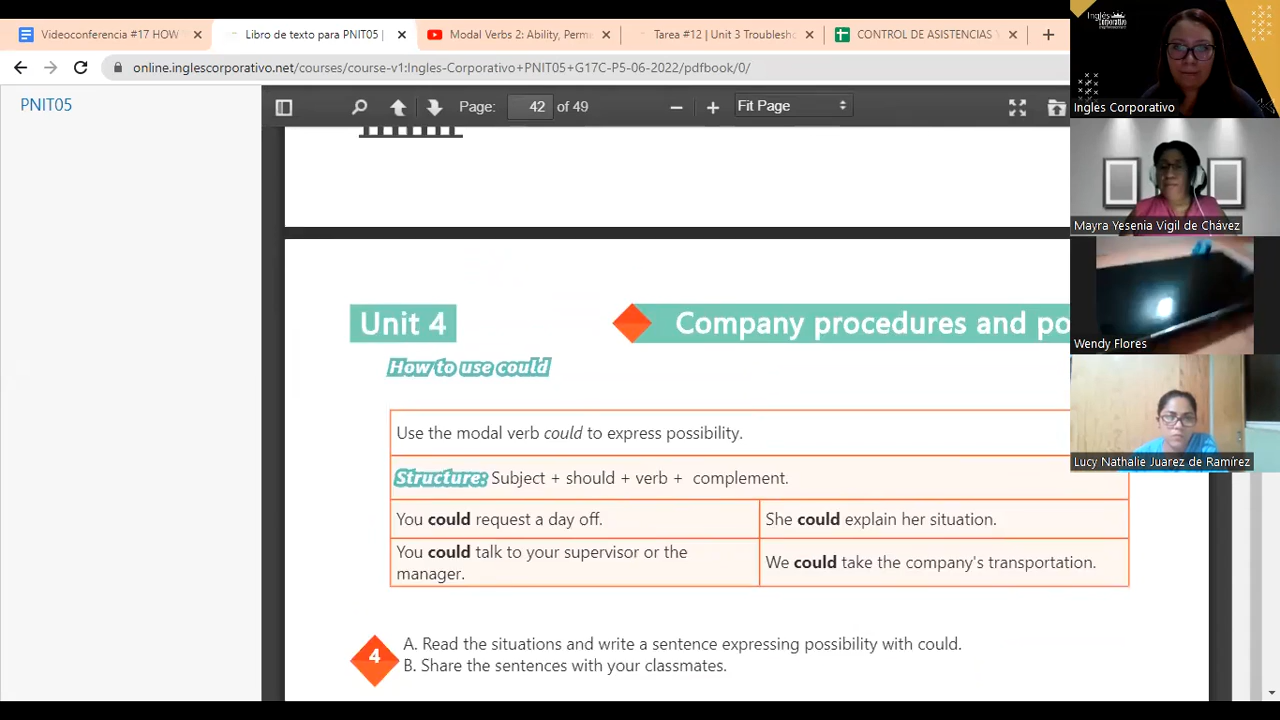 Videoconferencia #17 HOW
Libro de texto para PNIT05 |
Modal Verbs 2: Ability, Permi
Tarea #12 | Unit 3 Troublesh
CONTROL DE ASISTENCIAS
online.inglescorporativo.net/courses/course-v1:Ingles-Corporativo+PNIT05+G17C-P5-06-2022/pdfbook/0/
PNIT05
Page: 42 of 49
Fit Page
Unit 4
Company procedures and po
How to use could
Use the modal verb could to express possibility.
Structure: Subject + should + verb + complement.
You could request a day off.
She could explain her situation.
You could talk to your supervisor or the
manager.
We could take the company's transportation.
4
A. Read the situations and write a sentence expressing possibility with could.
B. Share the sentences with your classmates.
Inglés
Corporativo
Ingles Corporativo
Mayra Yesenia Vigil de Chávez
Wendy Flores
Lucy Nathalie Juarez de Ramírez